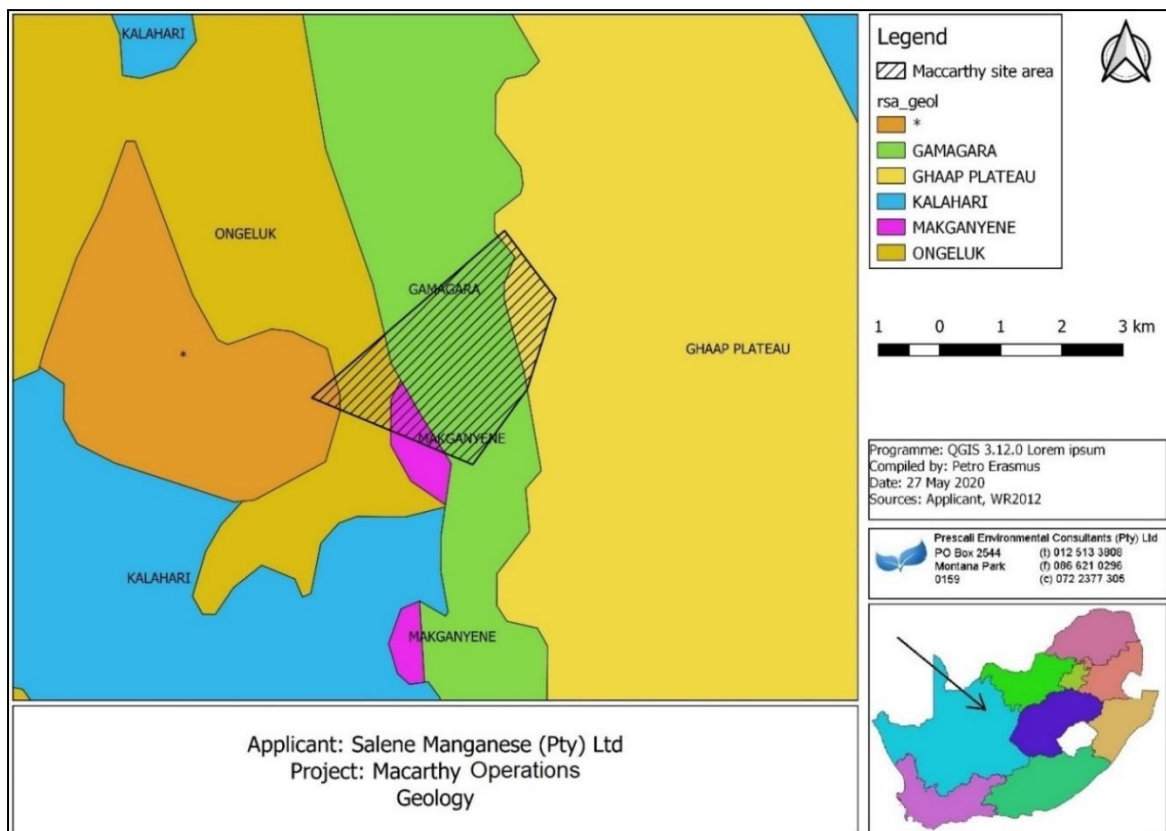 KALAHARI
ONGELUK
GAMAGARA
*
GHAAP PLATEAU
MAKGANYENE
KALAHARI
MAKGANYENE
Applicant: Salene Manganese (Pty) Ltd
Project: Macarthy Operations
Geology
Legend
Maccarthy site area
rsa_geol
*
GAMAGARA
GHAAP PLATEAU
KALAHARI
MAKGANYENE
ONGELUK
1 0 1 2 3 km
Programme: QGIS 3.12.0 Lorem ipsum
Compiled by: Petro Erasmus
Date: 27 May 2020
Sources: Applicant, WR2012
Prescali Environmental Consultants (Pty) Ltd
PO Box 2544 (t) 012 513 3808
Montana Park (f) 086 621 0296
0159 (c) 072 2377 305